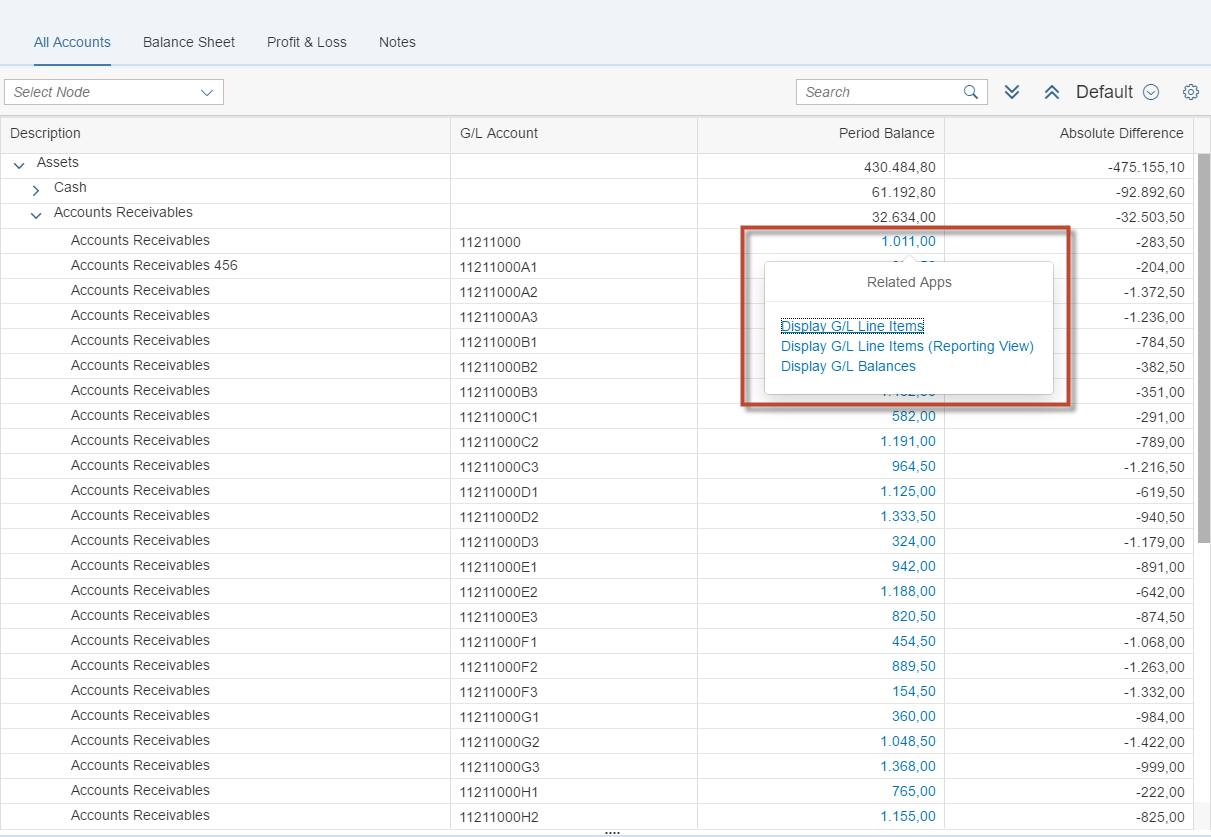 All Accounts Balance Sheet Profit & Loss Notes
Select Node Search Default
Description G/L Account Period Balance Absolute Difference
Assets 430.484,80 -475.155,10
Cash 61.192,80 -92.892,60
Accounts Receivables 32.634,00 -32.503,50
Accounts Receivables 11211000 1.011,00 -283,50
Accounts Receivables 456 11211000A1 -204,00
Related Apps
Accounts Receivables 11211000A2 -1.372,50
Accounts Receivables 11211000A3 -1.236,00
Display G/L Line Items
Accounts Receivables 11211000B1 -784,50
Display G/L Line Items (Reporting View)
Accounts Receivables 11211000B2 -382,50
Display G/L Balances
Accounts Receivables 11211000B3 -351,00
Accounts Receivables 11211000C1 582,00 -291,00
Accounts Receivables 11211000C2 1.191,00 -789,00
Accounts Receivables 11211000C3 964,50 -1.216,50
Accounts Receivables 11211000D1 1.125,00 -619,50
Accounts Receivables 11211000D2 1.333,50 -940,50
Accounts Receivables 11211000D3 324,00 -1.179,00
Accounts Receivables 11211000E1 942,00 -891,00
Accounts Receivables 11211000E2 1.188,00 -642,00
Accounts Receivables 11211000E3 820,50 -874,50
Accounts Receivables 11211000F1 454,50 -1.068,00
Accounts Receivables 11211000F2 889,50 -1.263,00
Accounts Receivables 11211000F3 154,50 -1.332,00
Accounts Receivables 11211000G1 360,00 -984,00
Accounts Receivables 11211000G2 1.048,50 -1.422,00
Accounts Receivables 11211000G3 1.368,00 -999,00
Accounts Receivables 11211000H1 765,00 -222,00
Accounts Receivables 11211000H2 1.155,00 -825,00